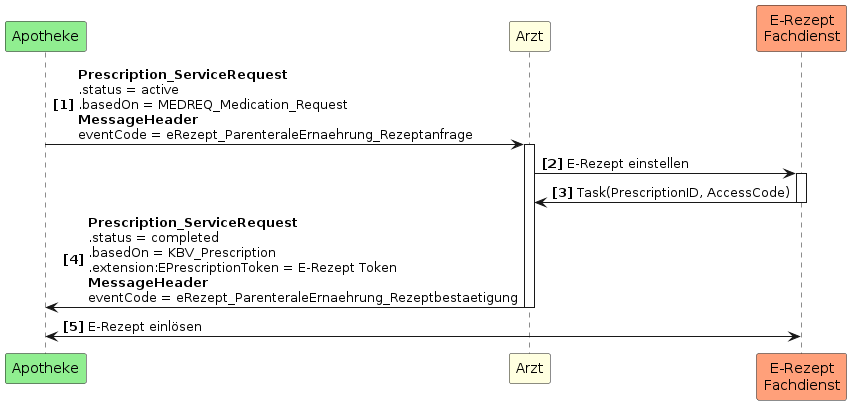 Apotheke
Arzt
E-Rezept
Fachdienst
Prescription_ServiceRequest
.status = active
[1] .basedOn = MEDREQ_Medication_Request
MessageHeader
eventCode = eRezept_ParenteraleErnaehrung_Rezeptanfrage
[2] E-Rezept einstellen
[3] Task(PrescriptionID, AccessCode)
Prescription_ServiceRequest
.status = completed
.basedOn = KBV_Prescription
[4] .extension:EPrescriptionToken = E-Rezept Token
MessageHeader
eventCode = eRezept_ParenteraleErnaehrung_Rezeptbestaetigung
[5] E-Rezept einlösen
Apotheke
Arzt
E-Rezept
Fachdienst